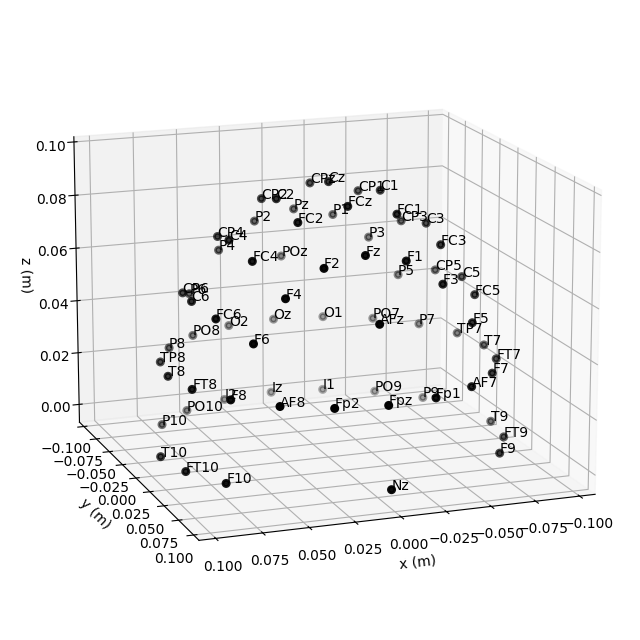 0.10
CPz Cz
CP1 C1
CP2 C2
Pz FCz
0.08
P2 FC2 P1 FC1 CP3 C3
CP4 C4
P4
P3
FC3
0.06
FC4 POz Fz F1
z (m)
F2 P5 CP5 C5
F3
CP6 P6
C6
F4
FC5
0.04
FC6 O2 Oz O1 PO7 AFz P7 F5
TP7
PO8
F6
T7
P8
0.02
TP8
FT7
T8
F7
FT8 I2 F8 Iz I1 PO9 P9 Fp1 AF7
0.00
PO10 AF8 Fp2 Fpz
P10
T9
FT9
F9
−0.100
T10
−0.075
FT10
−0.050
F10
Nz
−0.025
0.000
y (m)
0.025
0.050
0.075
0.100
0.100 0.075 0.050 0.025 0.000 −0.025 −0.050 −0.075 −0.100
x (m)